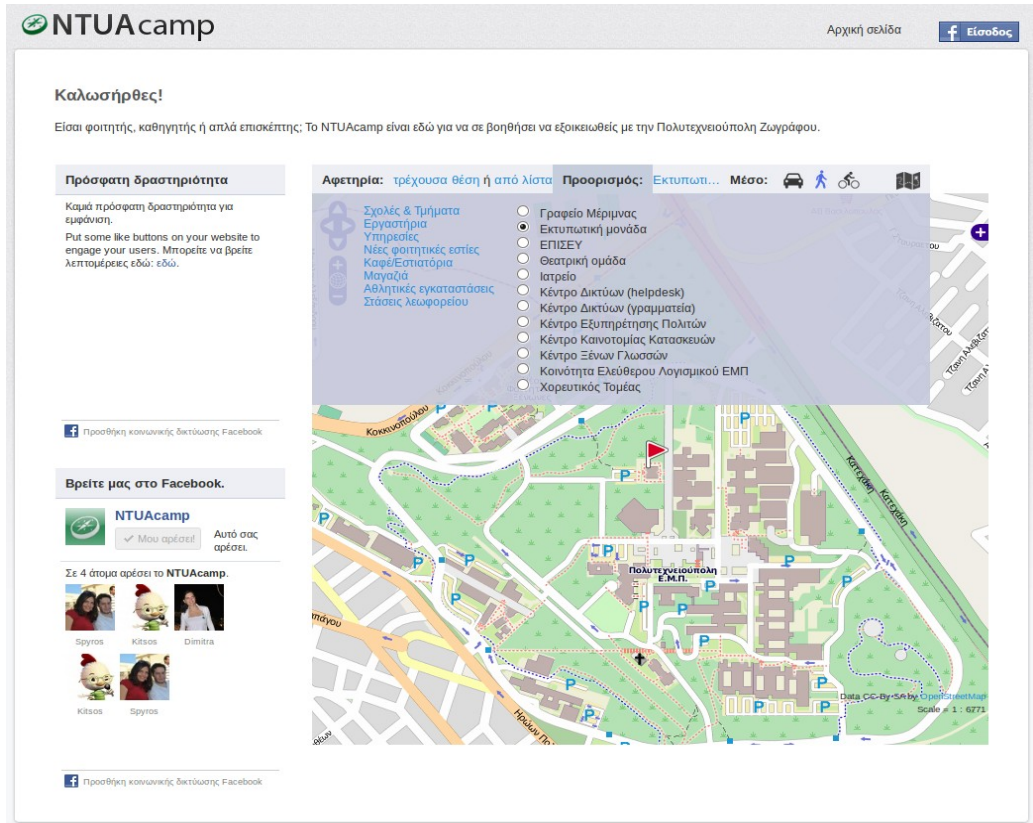 NTUAcamp
Αρχική σελίδα
Είσοδος
Καλωσήρθες!
Είσαι φοιτητής, καθηγητής ή απλά επισκέπτης; Το NTUAcamp είναι εδώ για να σε βοηθήσει να εξοικειωθείς με την Πολυτεχνειούπολη Ζωγράφου.
Πρόσφατη δραστηριότητα
Καμιά πρόσφατη δραστηριότητα για
εμφάνιση.
Put some like buttons on your website to
engage your users. Μπορείτε να βρείτε
λεπτομέρειες εδώ: εδώ.
Προσθήκη κοινωνικής δικτύωσης Facebook
Βρείτε μας στο Facebook.
NTUAcamp
Μου αρέσει!
Αυτό σας
αρέσει.
Σε 4 άτομα αρέσει το NTUAcamp.
Spyros Kitsos Dimitra
Kitsos Spyros
Προσθήκη κοινωνικής δικτύωσης Facebook
Αφετηρία: τρέχουσα θέση ή από λίστα Προορισμός: Εκτυπωτι... Μέσο:
Σχολές & Τμήματα
Εργαστήρια
Υπηρεσίες
Νέες φοιτητικές εστίες
Καφέ/Εστιατόρια
Μαγαζιά
Αθλητικές εγκαταστάσεις
Στάσεις λεωφορείου
Γραφείο Μέριμνας
Εκτυπωτική μονάδα
ΕΠΙΣΕΥ
Θεατρική ομάδα
Ιατρείο
Κέντρο Δικτύων (helpdesk)
Κέντρο Δικτύων (γραμματεία)
Κέντρο Εξυπηρέτησης Πολιτών
Κέντρο Καινοτομίας Κατασκευών
Κέντρο Ξένων Γλωσσών
Κοινότητα Ελεύθερου Λογισμικού ΕΜΠ
Χορευτικός Τομέας
Κοκκινοπούλου
Κατεχάκη
Κατεχάκη
Τζαβή Αλεβιζάτου
Πολυτεχνειούπολη
Ε.Μ.Π.
Ηρώων Πο
Data CC-By-SA by OpenStreetMap
Scale = 1 : 6771